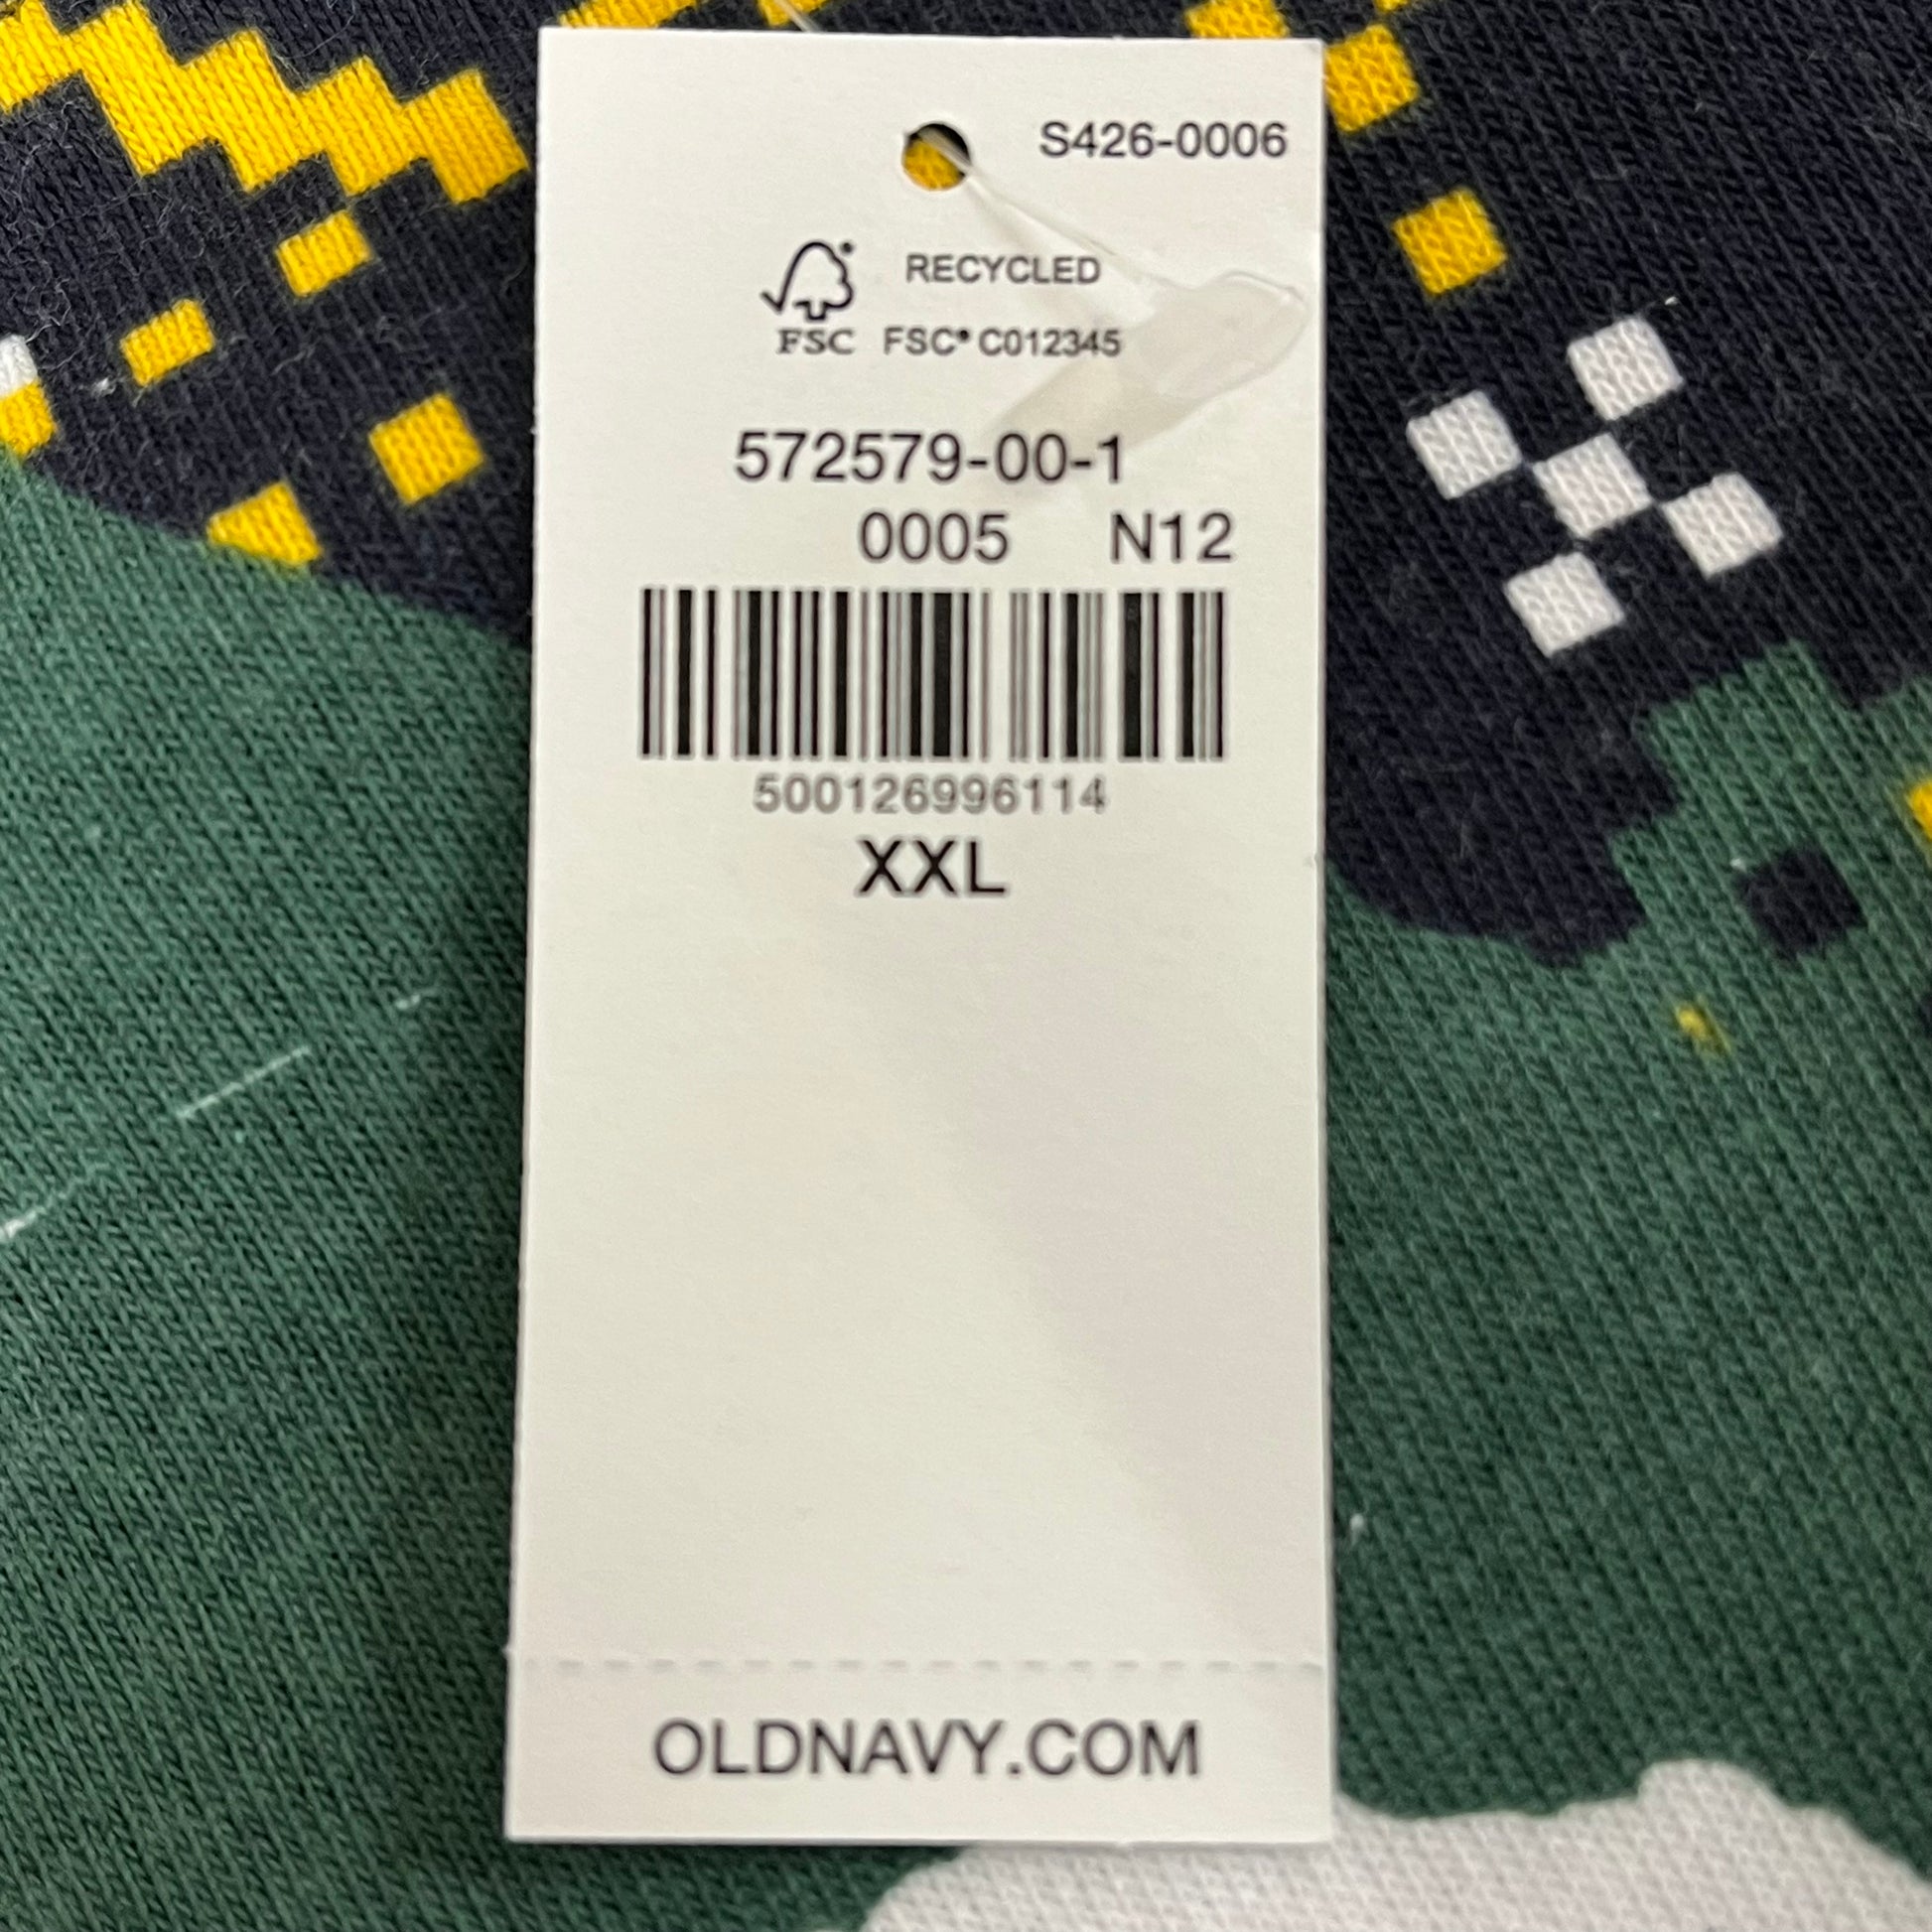 S426-0006
RECYCLED
FSC FSC® C012345
572579-00-1
0005 N12
500126996114
XXL
OLDNAVY.COM